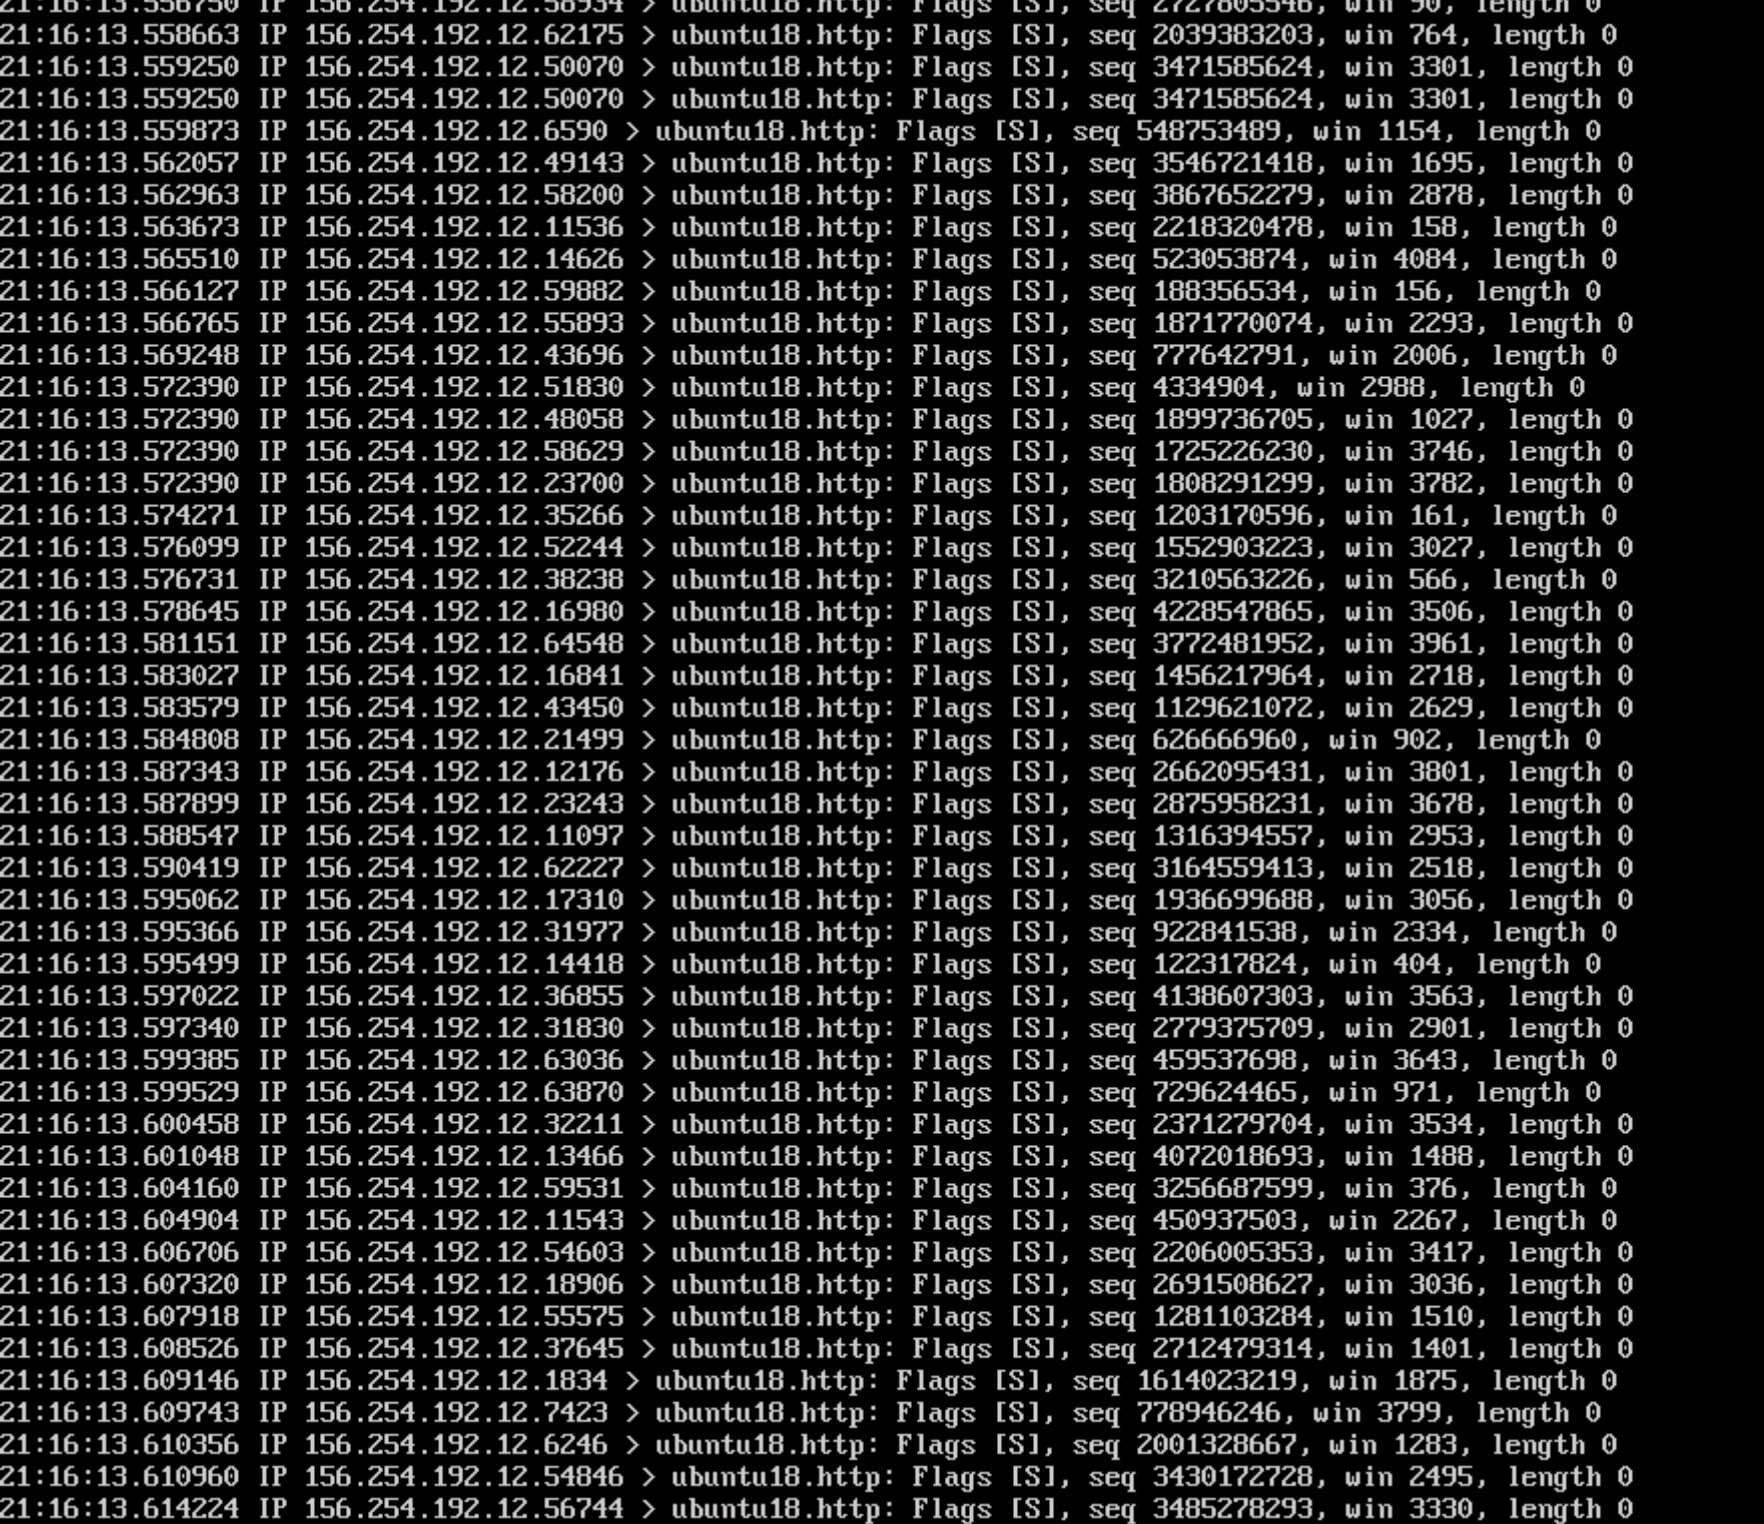 21:16:13.556750 IP 156.254.192.12.58934 > ubuntu18.http: Flags [S], seq 2727805546, win 90, length 0
21:16:13.558663 IP 156.254.192.12.62175 > ubuntu18.http: Flags [S], seq 2039383203, win 764, length 0
21:16:13.559250 IP 156.254.192.12.50070 > ubuntu18.http: Flags [S], seq 3471585624, win 3301, length 0
21:16:13.559250 IP 156.254.192.12.50070 > ubuntu18.http: Flags [S], seq 3471585624, win 3301, length 0
21:16:13.559873 IP 156.254.192.12.6590 > ubuntu18.http: Flags [S], seq 548753489, win 1154, length 0
21:16:13.562057 IP 156.254.192.12.49143 > ubuntu18.http: Flags [S], seq 3546721418, win 1695, length 0
21:16:13.562963 IP 156.254.192.12.58200 > ubuntu18.http: Flags [S], seq 3867652279, win 2878, length 0
21:16:13.563673 IP 156.254.192.12.11536 > ubuntu18.http: Flags [S], seq 2218320478, win 158, length 0
21:16:13.565510 IP 156.254.192.12.14626 > ubuntu18.http: Flags [S], seq 523053874, win 4084, length 0
21:16:13.566127 IP 156.254.192.12.59882 > ubuntu18.http: Flags [S], seq 188356534, win 156, length 0
21:16:13.566765 IP 156.254.192.12.55893 > ubuntu18.http: Flags [S], seq 1871770074, win 2293, length 0
21:16:13.569248 IP 156.254.192.12.43696 > ubuntu18.http: Flags [S], seq 777642791, win 2006, length 0
21:16:13.572390 IP 156.254.192.12.51830 > ubuntu18.http: Flags [S], seq 4334904, win 2988, length 0
21:16:13.572390 IP 156.254.192.12.48058 > ubuntu18.http: Flags [S], seq 1899736705, win 1027, length 0
21:16:13.572390 IP 156.254.192.12.58629 > ubuntu18.http: Flags [S], seq 1725226230, win 3746, length 0
21:16:13.572390 IP 156.254.192.12.23700 > ubuntu18.http: Flags [S], seq 1808291299, win 3782, length 0
21:16:13.574271 IP 156.254.192.12.35266 > ubuntu18.http: Flags [S], seq 1203170596, win 161, length 0
21:16:13.576099 IP 156.254.192.12.52244 > ubuntu18.http: Flags [S], seq 1552903223, win 3027, length 0
21:16:13.576731 IP 156.254.192.12.38238 > ubuntu18.http: Flags [S], seq 3210563226, win 566, length 0
21:16:13.578645 IP 156.254.192.12.16980 > ubuntu18.http: Flags [S], seq 4228547865, win 3506, length 0
21:16:13.581151 IP 156.254.192.12.64548 > ubuntu18.http: Flags [S], seq 3772481952, win 3961, length 0
21:16:13.583027 IP 156.254.192.12.16841 > ubuntu18.http: Flags [S], seq 1456217964, win 2718, length 0
21:16:13.583579 IP 156.254.192.12.43450 > ubuntu18.http: Flags [S], seq 1129621072, win 2629, length 0
21:16:13.584808 IP 156.254.192.12.21499 > ubuntu18.http: Flags [S], seq 626666960, win 902, length 0
21:16:13.587343 IP 156.254.192.12.12176 > ubuntu18.http: Flags [S], seq 2662095431, win 3801, length 0
21:16:13.587899 IP 156.254.192.12.23243 > ubuntu18.http: Flags [S], seq 2875958231, win 3678, length 0
21:16:13.588547 IP 156.254.192.12.11097 > ubuntu18.http: Flags [S], seq 1316394557, win 2953, length 0
21:16:13.590419 IP 156.254.192.12.62227 > ubuntu18.http: Flags [S], seq 3164559413, win 2518, length 0
21:16:13.595062 IP 156.254.192.12.17310 > ubuntu18.http: Flags [S], seq 1936699688, win 3056, length 0
21:16:13.595366 IP 156.254.192.12.31977 > ubuntu18.http: Flags [S], seq 922841538, win 2334, length 0
21:16:13.595499 IP 156.254.192.12.14418 > ubuntu18.http: Flags [S], seq 122317824, win 404, length 0
21:16:13.597022 IP 156.254.192.12.36855 > ubuntu18.http: Flags [S], seq 4138607303, win 3563, length 0
21:16:13.597340 IP 156.254.192.12.31830 > ubuntu18.http: Flags [S], seq 2779375709, win 2901, length 0
21:16:13.599385 IP 156.254.192.12.63036 > ubuntu18.http: Flags [S], seq 459537698, win 3643, length 0
21:16:13.599529 IP 156.254.192.12.63870 > ubuntu18.http: Flags [S], seq 729624465, win 971, length 0
21:16:13.600458 IP 156.254.192.12.32211 > ubuntu18.http: Flags [S], seq 2371279704, win 3534, length 0
21:16:13.601048 IP 156.254.192.12.13466 > ubuntu18.http: Flags [S], seq 4072018693, win 1488, length 0
21:16:13.604160 IP 156.254.192.12.59531 > ubuntu18.http: Flags [S], seq 3256687599, win 376, length 0
21:16:13.604904 IP 156.254.192.12.11543 > ubuntu18.http: Flags [S], seq 450937503, win 2267, length 0
21:16:13.606706 IP 156.254.192.12.54603 > ubuntu18.http: Flags [S], seq 2206005353, win 3417, length 0
21:16:13.607320 IP 156.254.192.12.18906 > ubuntu18.http: Flags [S], seq 2691508627, win 3036, length 0
21:16:13.607918 IP 156.254.192.12.55575 > ubuntu18.http: Flags [S], seq 1281103284, win 1510, length 0
21:16:13.608526 IP 156.254.192.12.37645 > ubuntu18.http: Flags [S], seq 2712479314, win 1401, length 0
21:16:13.609146 IP 156.254.192.12.1834 > ubuntu18.http: Flags [S], seq 1614023219, win 1875, length 0
21:16:13.609743 IP 156.254.192.12.7423 > ubuntu18.http: Flags [S], seq 778946246, win 3799, length 0
21:16:13.610356 IP 156.254.192.12.6246 > ubuntu18.http: Flags [S], seq 2001328667, win 1283, length 0
21:16:13.610960 IP 156.254.192.12.54846 > ubuntu18.http: Flags [S], seq 3430172728, win 2495, length 0
21:16:13.614224 IP 156.254.192.12.56744 > ubuntu18.http: Flags [S], seq 3485278293, win 3330, length 0